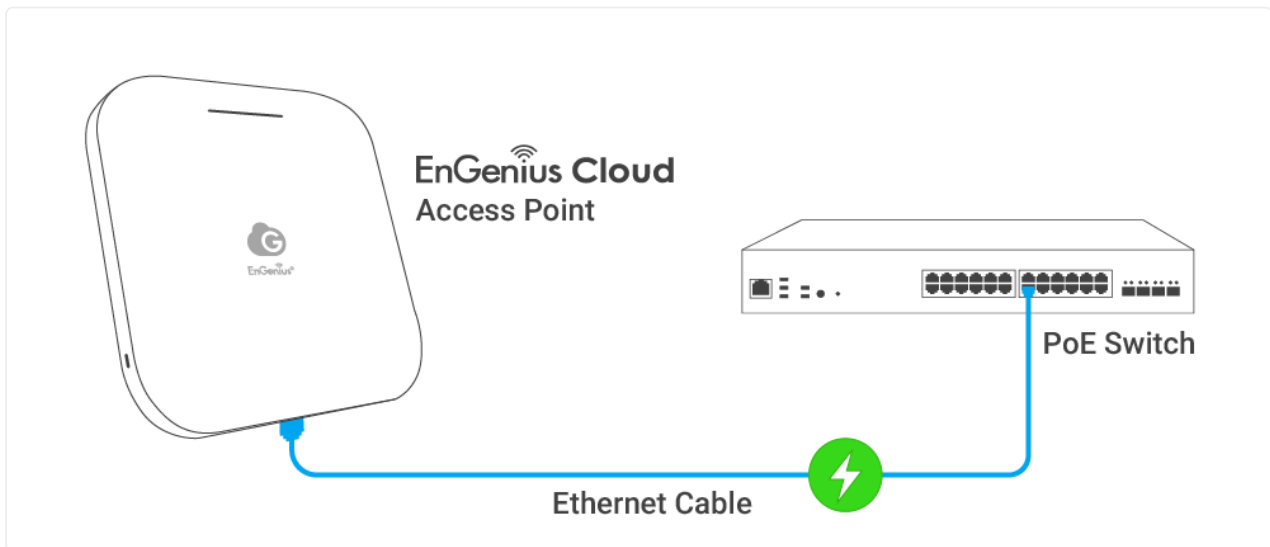 EnGenius Cloud
Access Point
G
EnGenius®
PoE Switch
Ethernet Cable